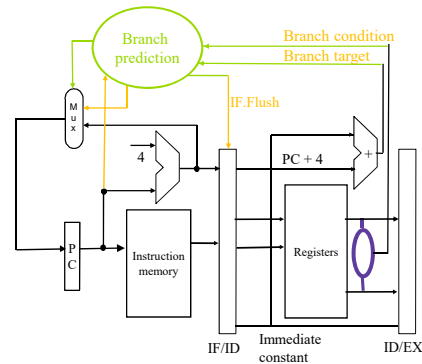 Branch
prediction
Branch condition
Branch target
IF.Flush
M
u
x
4
+
PC + 4
P
C
Instruction
memory
Registers
IF/ID
Immediate
constant
ID/EX